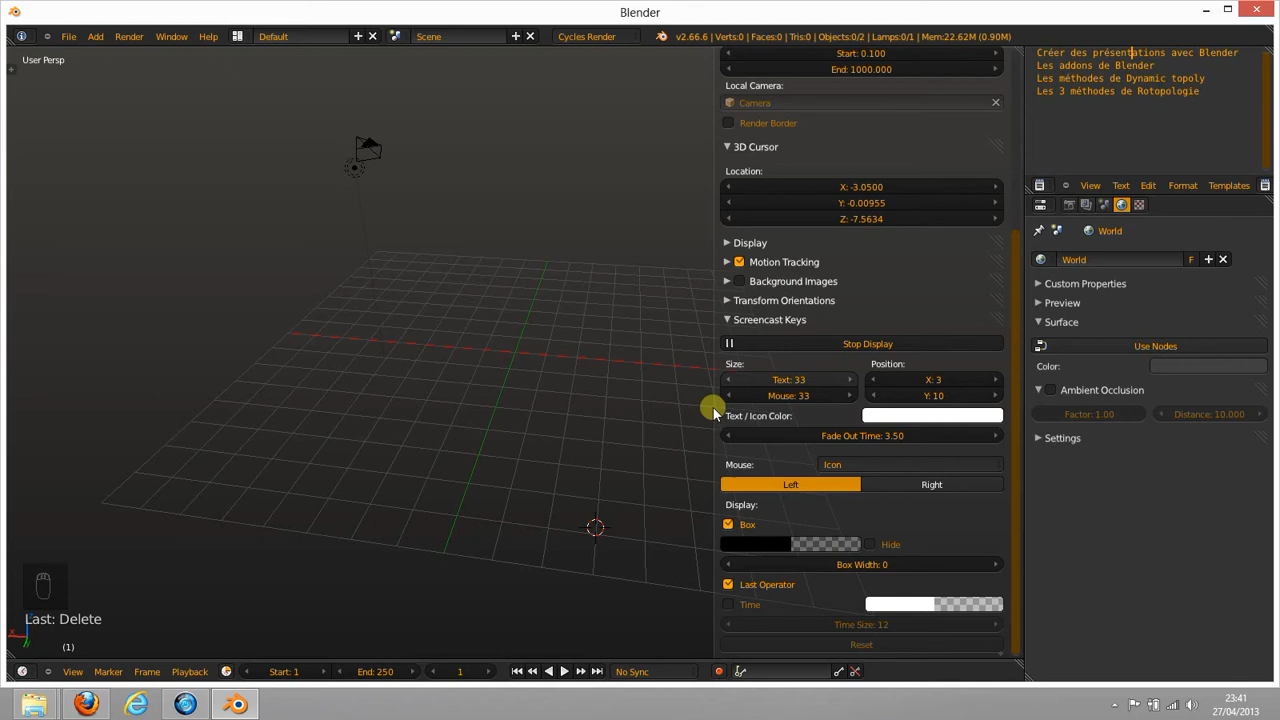 Blender
File Add Render Window Help Default Scene Cycles Render v2.66.6 | Verts:0 | Faces:0 | Tris:0 | Objects:0/2 | Lamps:0/1 | Mem:22.62M (0.90M)
User Persp
Start: 0.100
End: 1000.000
Local Camera:
Camera
Render Border
3D Cursor
Location:
X: -3.0500
Y: -0.00955
Z: -7.5634
Display
Motion Tracking
Background Images
Transform Orientations
Screencast Keys
Stop Display
Size: Position:
Text: 33 X: 3
Mouse: 33 Y: 10
Text / Icon Color:
Fade Out Time: 3.50
Mouse: Icon
Left Right
Display:
Box
Hide
Box Width: 0
Last Operator
Time
Time Size: 12
Reset
Last: Delete
x
(1)
View Marker Frame Playback Start: 1 End: 250 1 No Sync
Créer des présentations avec Blender
Les addons de Blender
Les méthodes de Dynamic topoly
Les 3 méthodes de Rotopologie
View Text Edit Format Templates
World
World F
Custom Properties
Preview
Surface
Use Nodes
Color:
Ambient Occlusion
Factor: 1.00 Distance: 10.000
Settings
23:41
27/04/2013